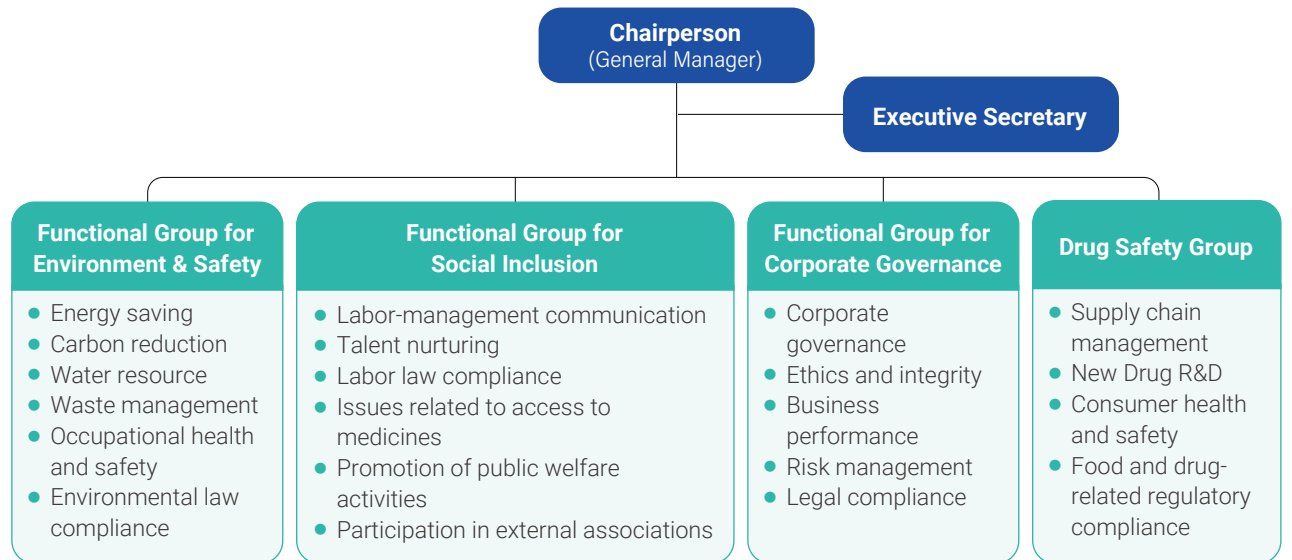 Chairperson
(General Manager)
Executive Secretary
Functional Group for
Environment & Safety
Energy saving
Carbon reduction
Water resource
Waste management
Occupational health
and safety
Environmental law
compliance
Functional Group for
Social Inclusion
Labor-management communication
Talent nurturing
Labor law compliance
Issues related to access to
medicines
Promotion of public welfare
activities
Participation in external associations
Functional Group for
Corporate Governance
Corporate
governance
Ethics and integrity
Business
performance
Risk management
Legal compliance
Drug Safety Group
Supply chain
management
New Drug R&D
Consumer health
and safety
Food and drug-
related regulatory
compliance